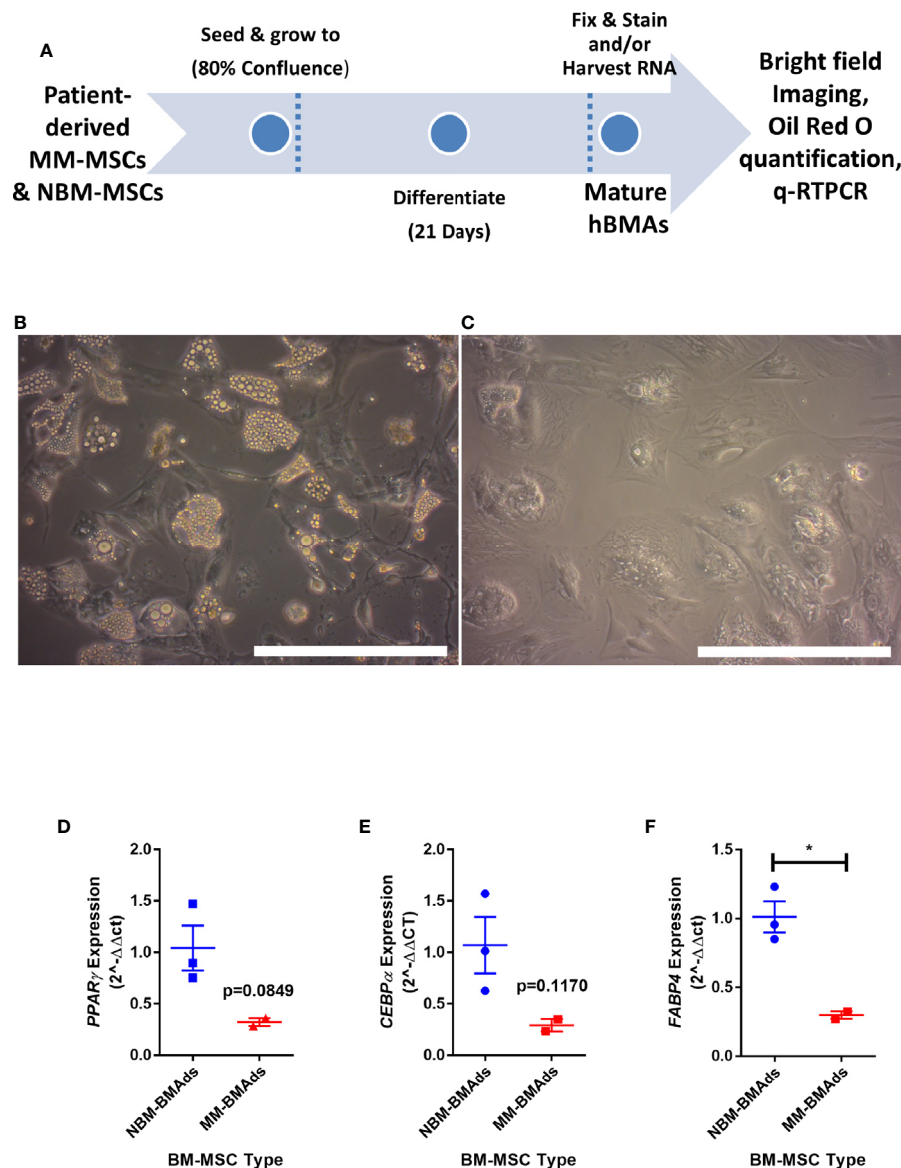 A
Patient-
derived
MM-MSCs
& NBM-MSCs
Seed & grow to
(80% Confluence)
Differentiate
(21 Days)
Fix & Stain
and/or
Harvest RNA
Mature
hBMAs
Bright field
Imaging,
Oil Red O
quantification,
q-RTPCR
B
C
D
PPARγ Expression
(2^-ΔΔct)
2.0
1.5
1.0
0.5
0.0
p=0.0849
NBM-BMAds
MM-BMAds
BM-MSC Type
E
CEBPα Expression
(2^-ΔΔCT)
2.0
1.5
1.0
0.5
0.0
p=0.1170
NBM-BMAds
MM-BMAds
BM-MSC Type
F
FABP4 Expression
(2^-ΔΔct)
1.5
1.0
0.5
0.0
*
NBM-BMAds
MM-BMAds
BM-MSC Type